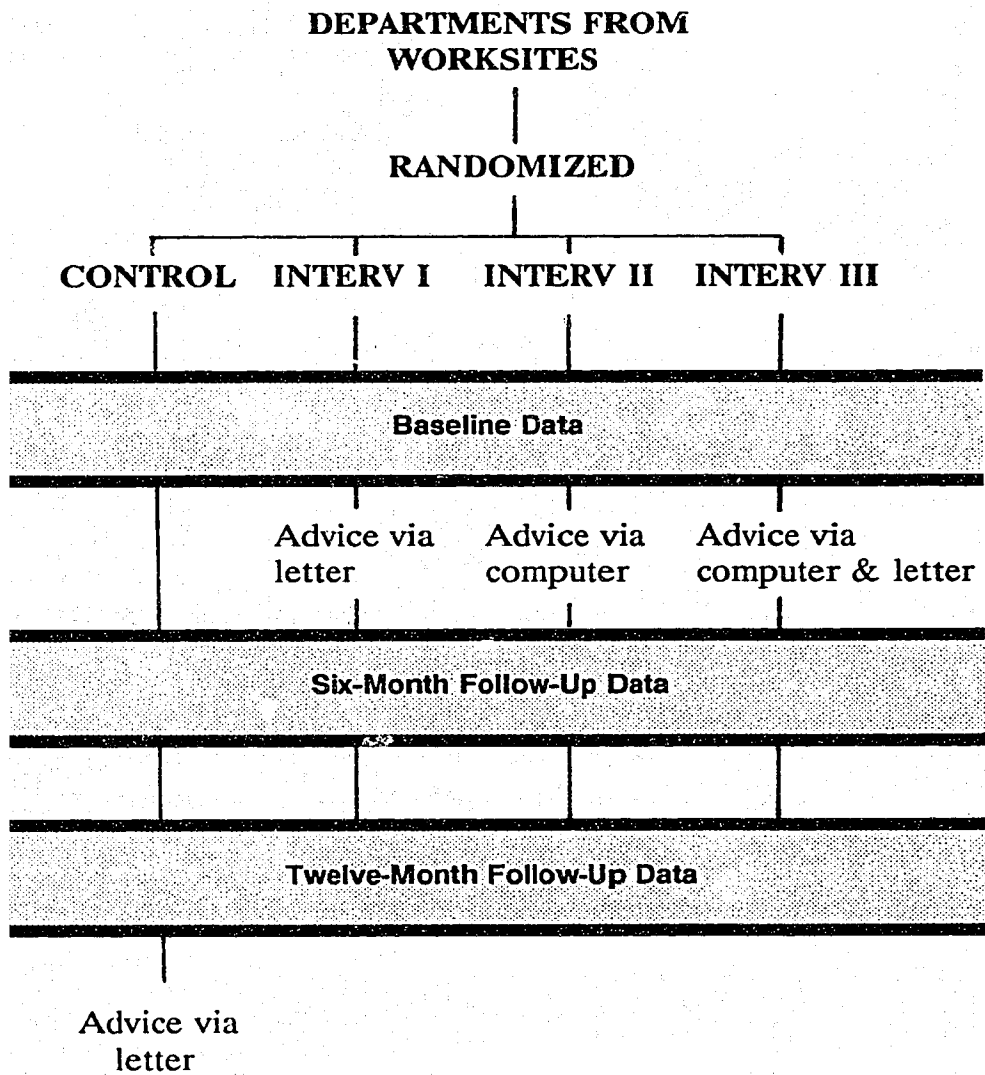 DEPARTMENTS FROM
WORKSITES
RANDOMIZED
CONTROL INTERV I INTERV II INTERV III
Baseline Data
Advice via Advice via Advice via
letter computer computer & letter
Six-Month Follow-Up Data
Twelve-Month Follow-Up Data
Advice via
letter